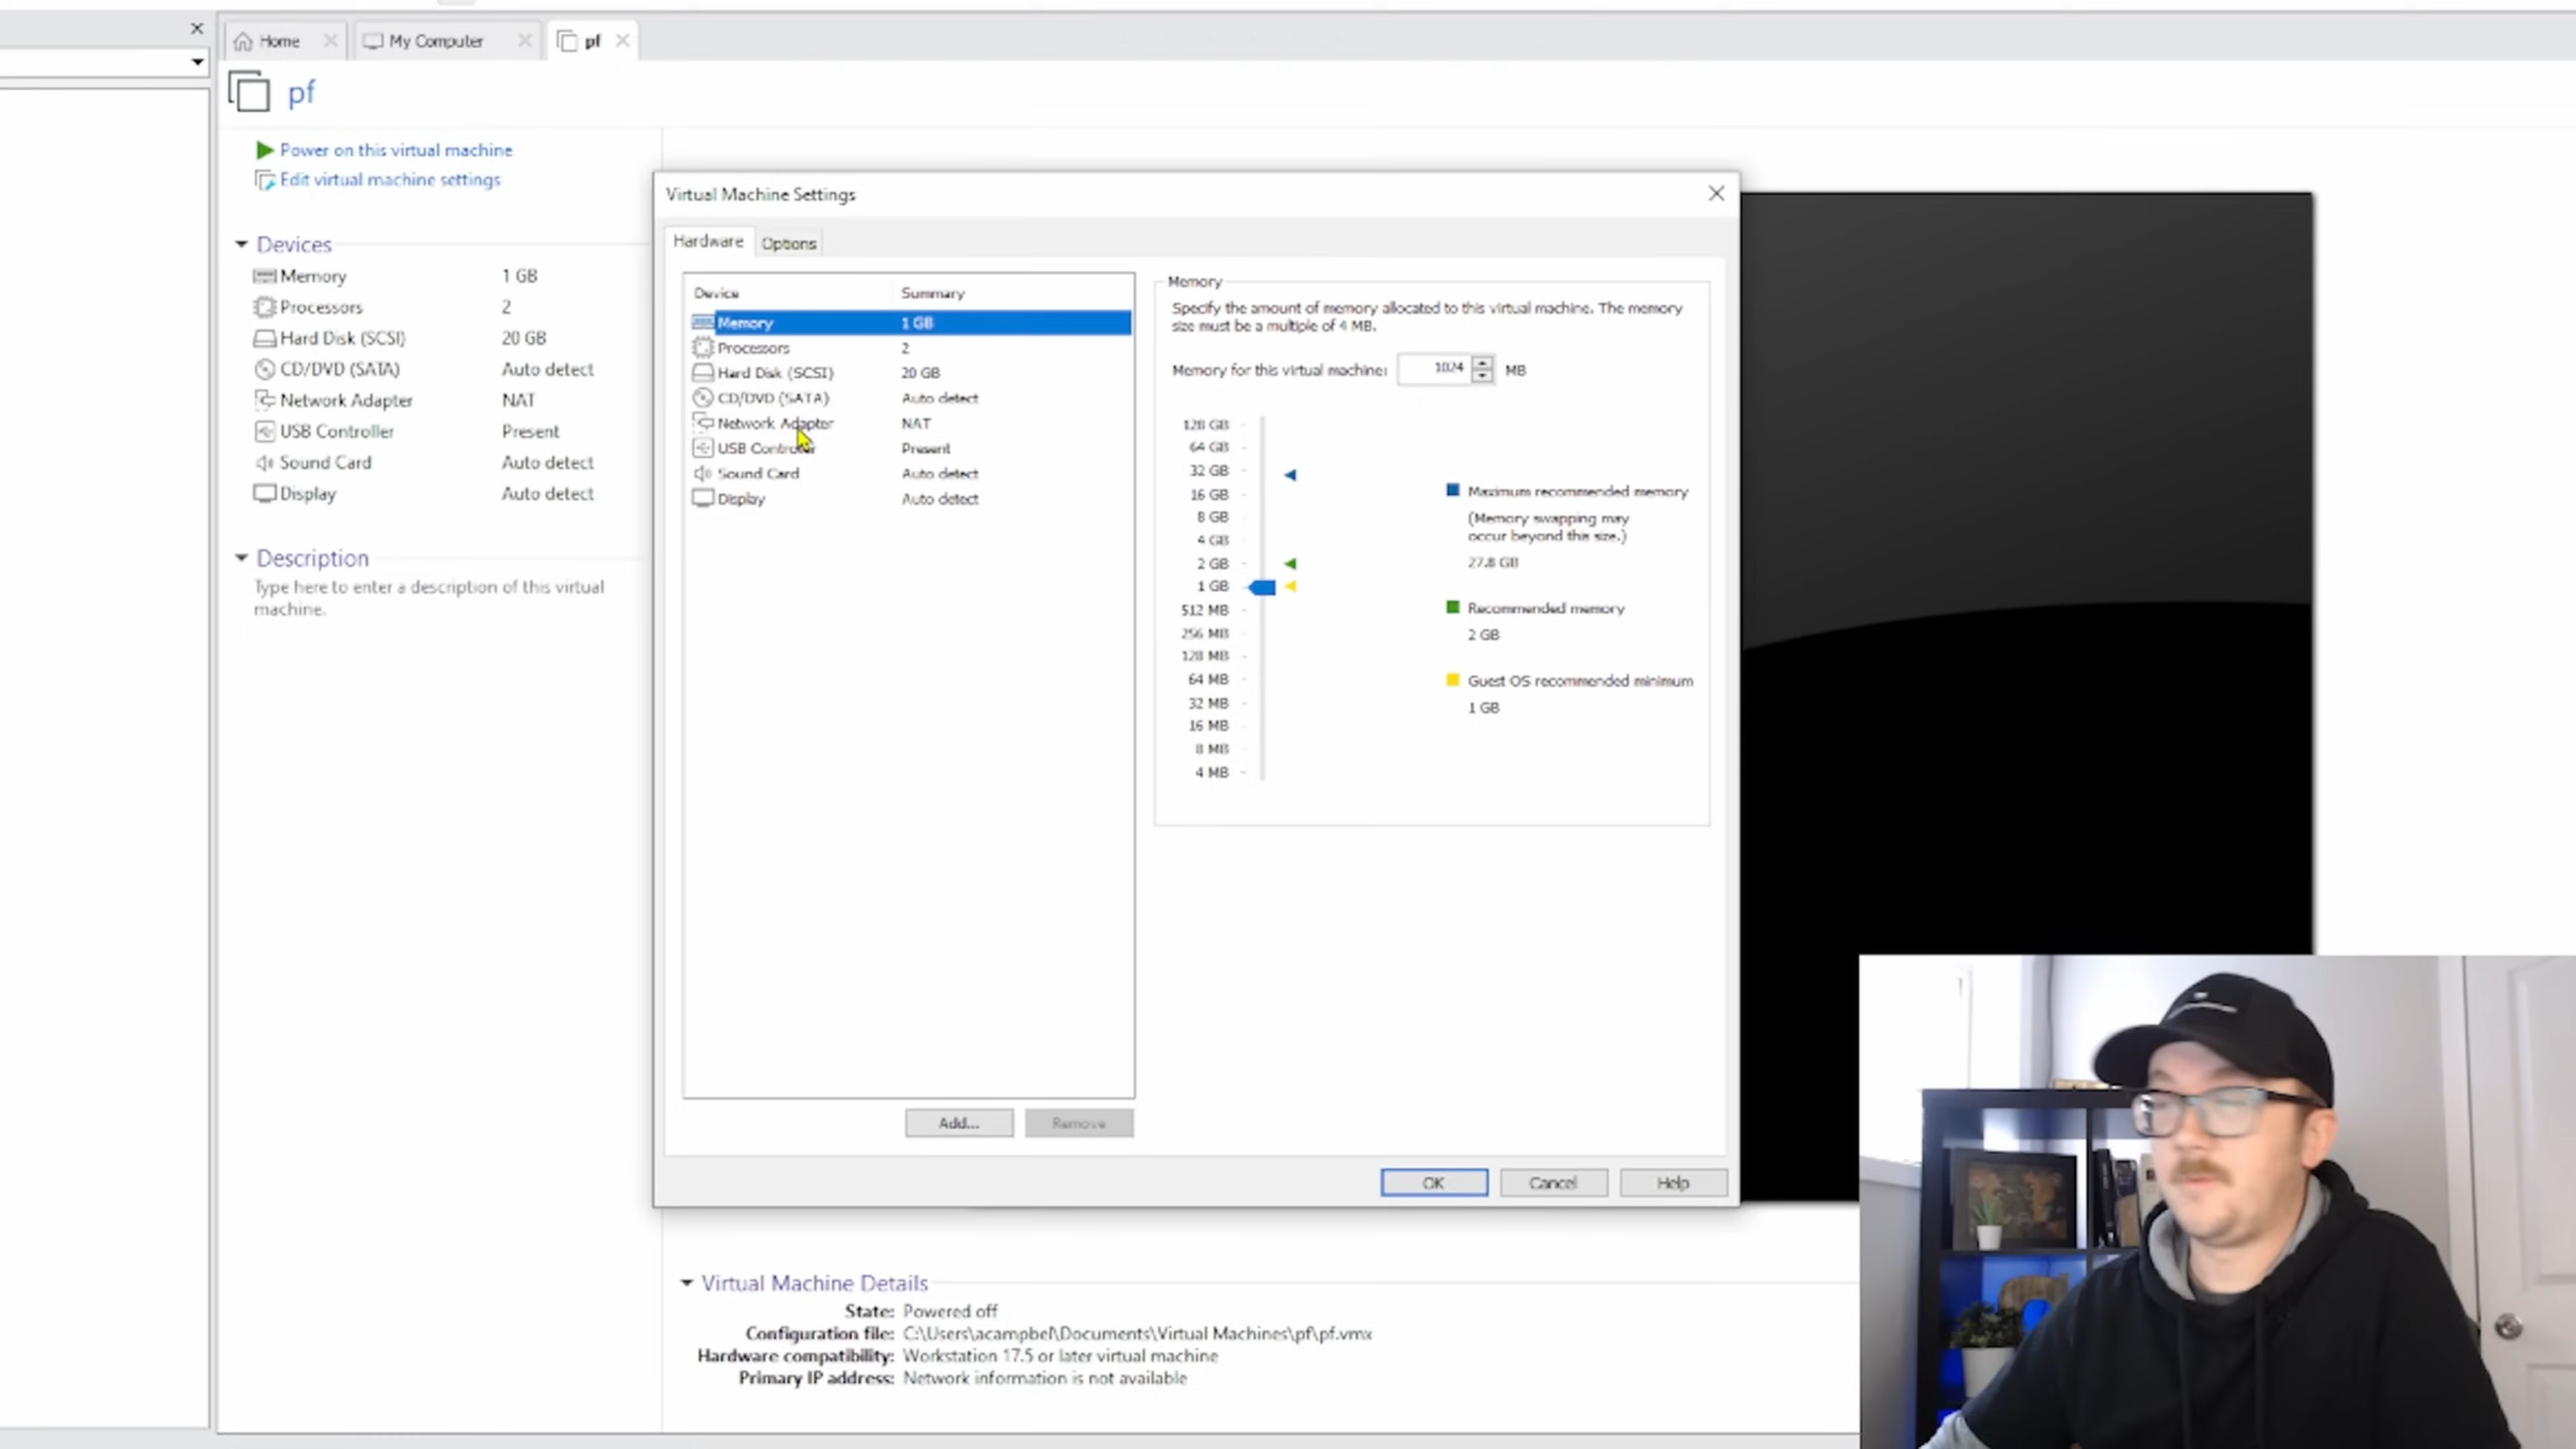 Home
My Computer
pf
pf
Power on this virtual machine
Edit virtual machine settings
Devices
Memory 1 GB
Processors 2
Hard Disk (SCSI) 20 GB
CD/DVD (SATA) Auto detect
Network Adapter NAT
USB Controller Present
Sound Card Auto detect
Display Auto detect
Description
Type here to enter a description of this virtual
machine.
Virtual Machine Settings
Hardware Options
Device Summary
Memory 1 GB
Processors 2
Hard Disk (SCSI) 20 GB
CD/DVD (SATA) Auto detect
Network Adapter NAT
USB Controller Present
Sound Card Auto detect
Display Auto detect
Add... Remove
Memory
Specify the amount of memory allocated to this virtual machine. The memory
size must be a multiple of 4 MB.
Memory for this virtual machine: 1024 MB
128 GB
64 GB
32 GB
16 GB
8 GB
4 GB
2 GB
1 GB
512 MB
256 MB
128 MB
64 MB
32 MB
16 MB
8 MB
4 MB
Maximum recommended memory
(Memory swapping may
occur beyond this size.)
27.8 GB
Recommended memory
2 GB
Guest OS recommended minimum
1 GB
OK Cancel Help
Virtual Machine Details
State: Powered off
Configuration file: C:\Users\acampbel\Documents\Virtual Machines\pf\pf.vmx
Hardware compatibility: Workstation 17.5 or later virtual machine
Primary IP address: Network information is not available